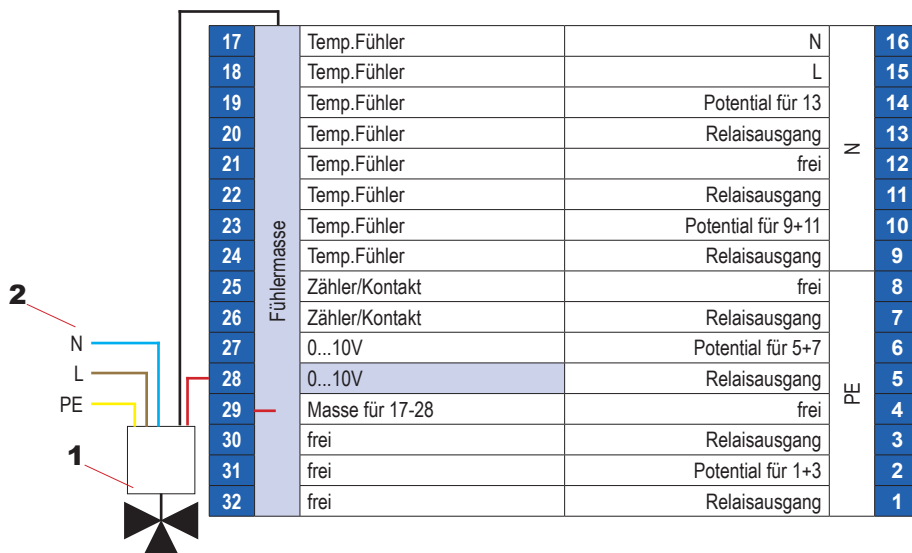 17 Temp.Fühler N 16
18 Temp.Fühler L 15
19 Temp.Fühler Potential für 13 14
20 Temp.Fühler Relaisausgang 13
21 Temp.Fühler frei 12
22 Temp.Fühler Relaisausgang 11
23 Temp.Fühler Potential für 9+11 10
24 Temp.Fühler Relaisausgang 9
25 Zähler/Kontakt frei 8
26 Zähler/Kontakt Relaisausgang 7
27 0...10V Potential für 5+7 6
28 0...10V Relaisausgang 5
29 Masse für 17-28 frei 4
30 frei Relaisausgang 3
31 frei Potential für 1+3 2
32 frei Relaisausgang 1
Fühlermasse
N
PE
2
N
L
PE
1